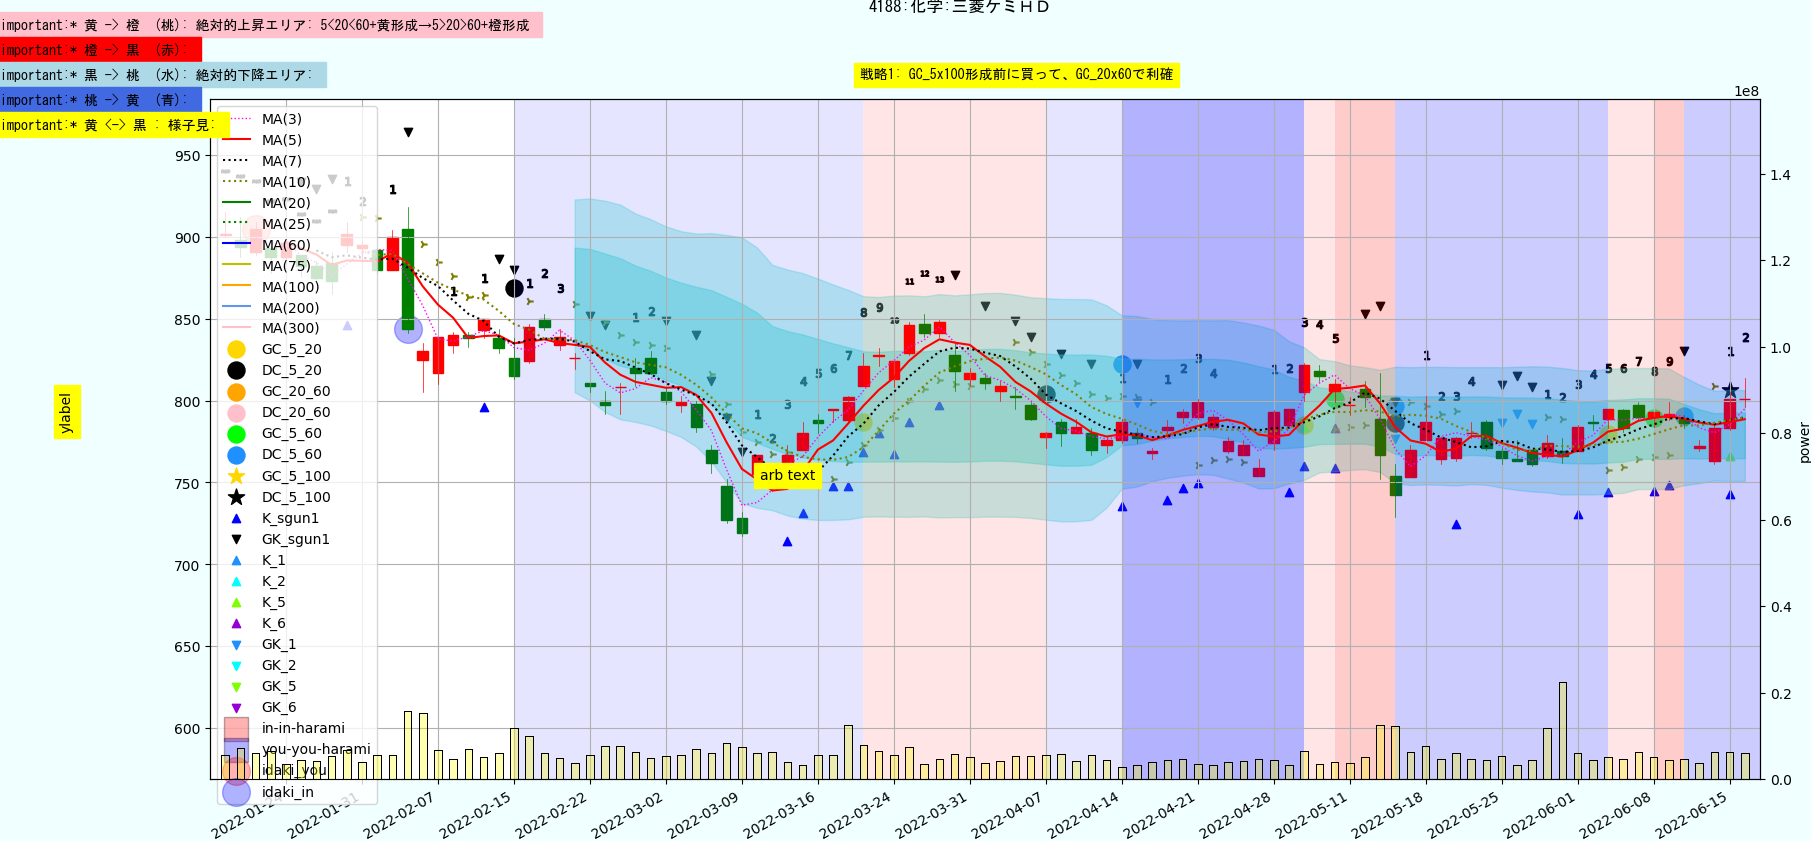 4188:化学:三菱ケミＨＤ
important:* 黄 -> 橙 （桃）: 絶対的上昇エリア: 5<20<60+黄形成→5>20>60+橙形成
important:* 橙 -> 黒 （赤）:
important:* 黒 -> 桃 （水）: 絶対的下降エリア:
戦略1: GC_5x100形成前に買って、GC_20x60で利確
important:* 桃 -> 黄 （青）:
important:* 黄 <-> 黒 : 様子見:
1e8
MA(3)
MA(5)
MA(7)
MA(10)
MA(20)
MA(25)
MA(60)
MA(75)
MA(100)
MA(200)
MA(300)
GC_5_20
DC_5_20
GC_20_60
DC_20_60
GC_5_60
DC_5_60
GC_5_100
DC_5_100
K_sgun1
GK_sgun1
K_1
K_2
K_5
K_6
GK_1
GK_2
GK_5
GK_6
in-in-harami
you-you-harami
idaki_you
idaki_in
950
900
850
800
750
700
650
600
ylabel
arb text
1.4
1.2
1.0
0.8
0.6
0.4
0.2
0.0
power
2022-01-24
2022-01-31
2022-02-07
2022-02-15
2022-02-22
2022-03-02
2022-03-09
2022-03-16
2022-03-24
2022-03-31
2022-04-07
2022-04-14
2022-04-21
2022-04-28
2022-05-11
2022-05-18
2022-05-25
2022-06-01
2022-06-08
2022-06-15